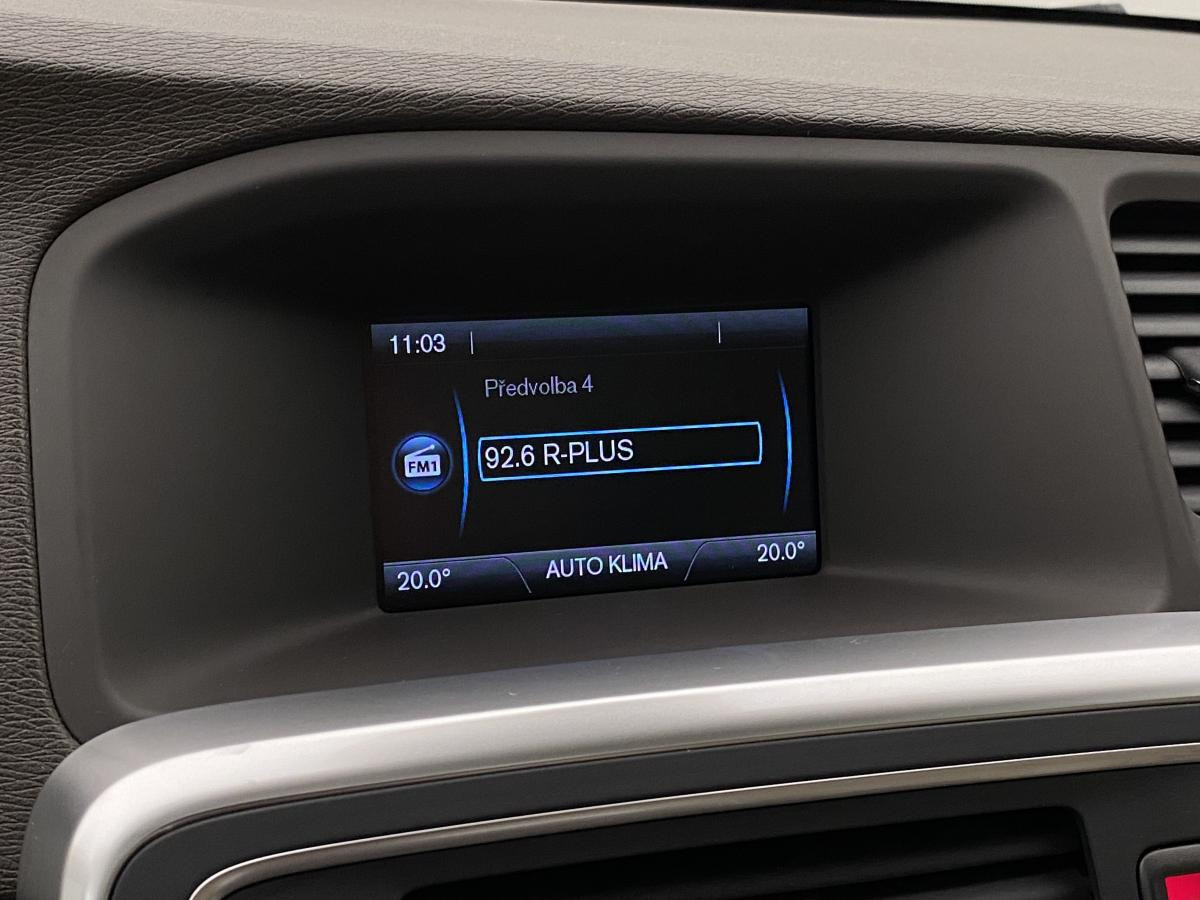 11:03
Předvolba 4
FM1
92.6 R-PLUS
20.0° AUTO KLIMA 20.0°